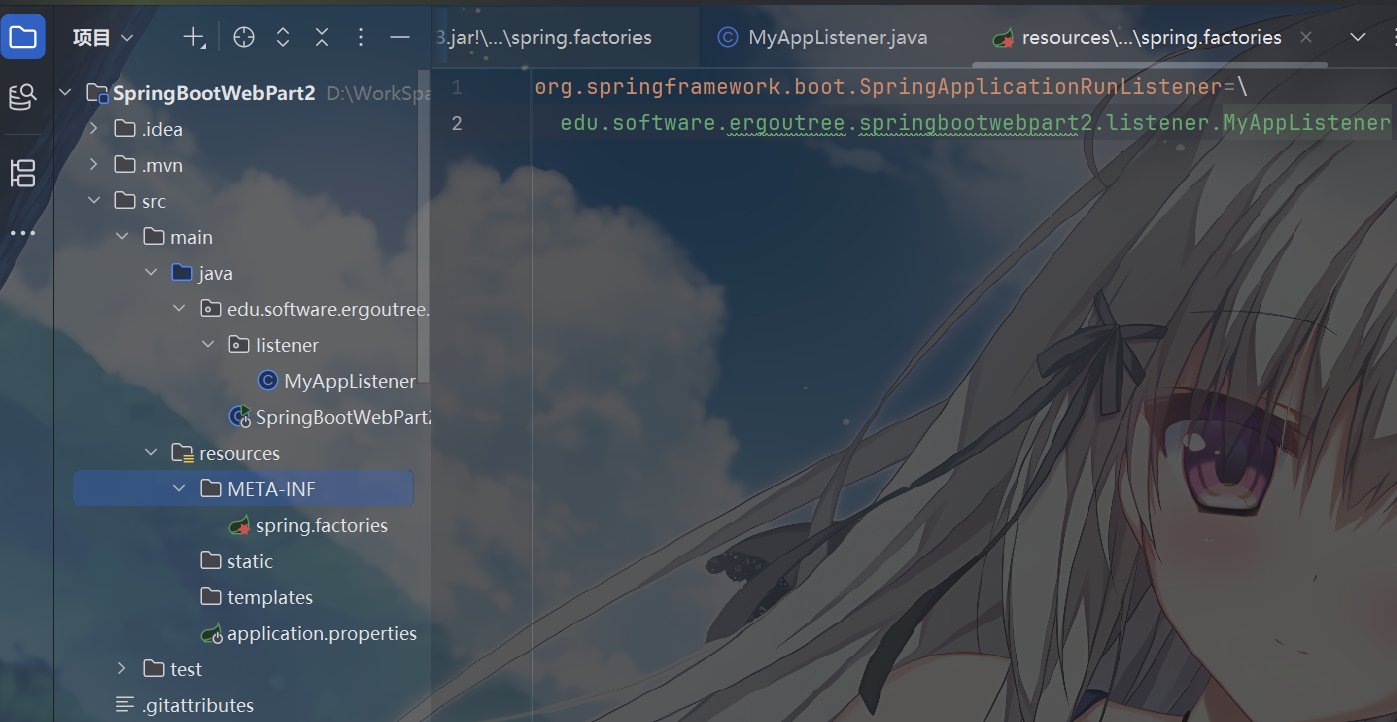 项目
3.jar!\...\spring.factories
MyAppListener.java
resources\...\spring.factories
SpringBootWebPart2 D:\WorkSpa
.idea
.mvn
src
main
java
edu.software.ergoutree.
listener
MyAppListener
SpringBootWebPart2
resources
META-INF
spring.factories
static
templates
application.properties
test
.gitattributes
1 org.springframework.boot.SpringApplicationRunListener=\
2 edu.software.ergoutree.springbootwebpart2.listener.MyAppListener